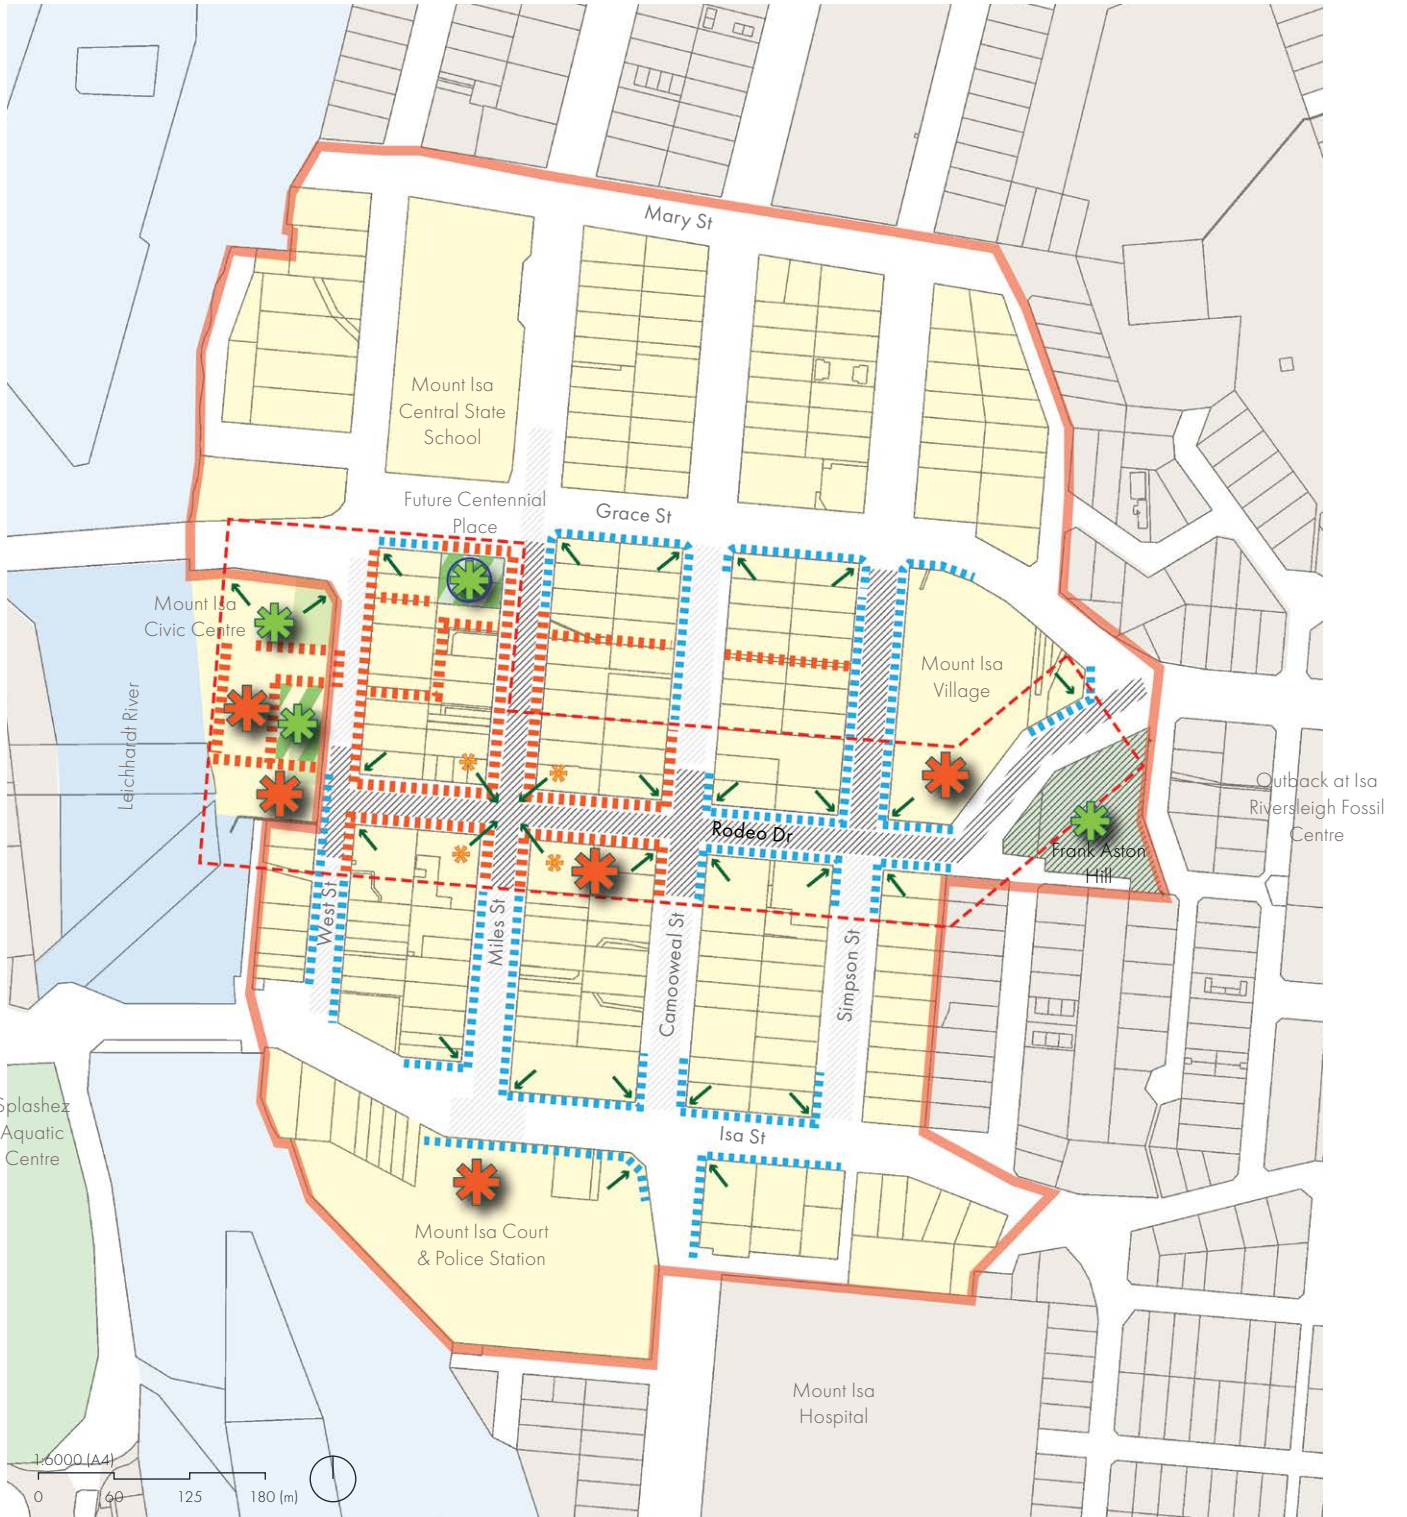 Mary St
Mount Isa
Central State
School
Future Centennial
Place
Grace St
Mount Isa
Civic Centre
Mount Isa
Village
Leichhardt River
Outback at Isa
Riversleigh Fossil
Centre
Rodeo Dr
Frank Aston
Hill
West St
Miles St
Camooweal St
Simpson St
Splashez
Aquatic
Centre
Isa St
Mount Isa Court
& Police Station
Mount Isa
Hospital
1:6000 (A4)
0 60 125 180 (m)